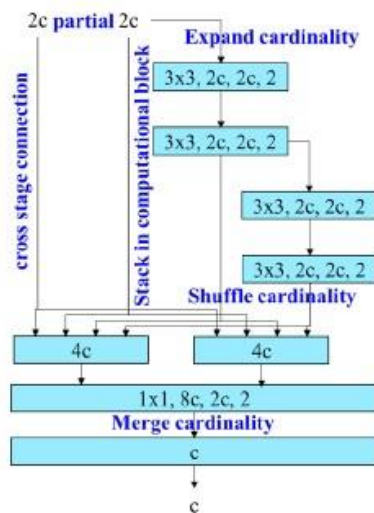 2c partial 2c
Expand cardinality
3x3, 2c, 2c, 2
3x3, 2c, 2c, 2
cross stage connection
Stack in computational block
3x3, 2c, 2c, 2
3x3, 2c, 2c, 2
Shuffle cardinality
4c
4c
1x1, 8c, 2c, 2
Merge cardinality
c
c